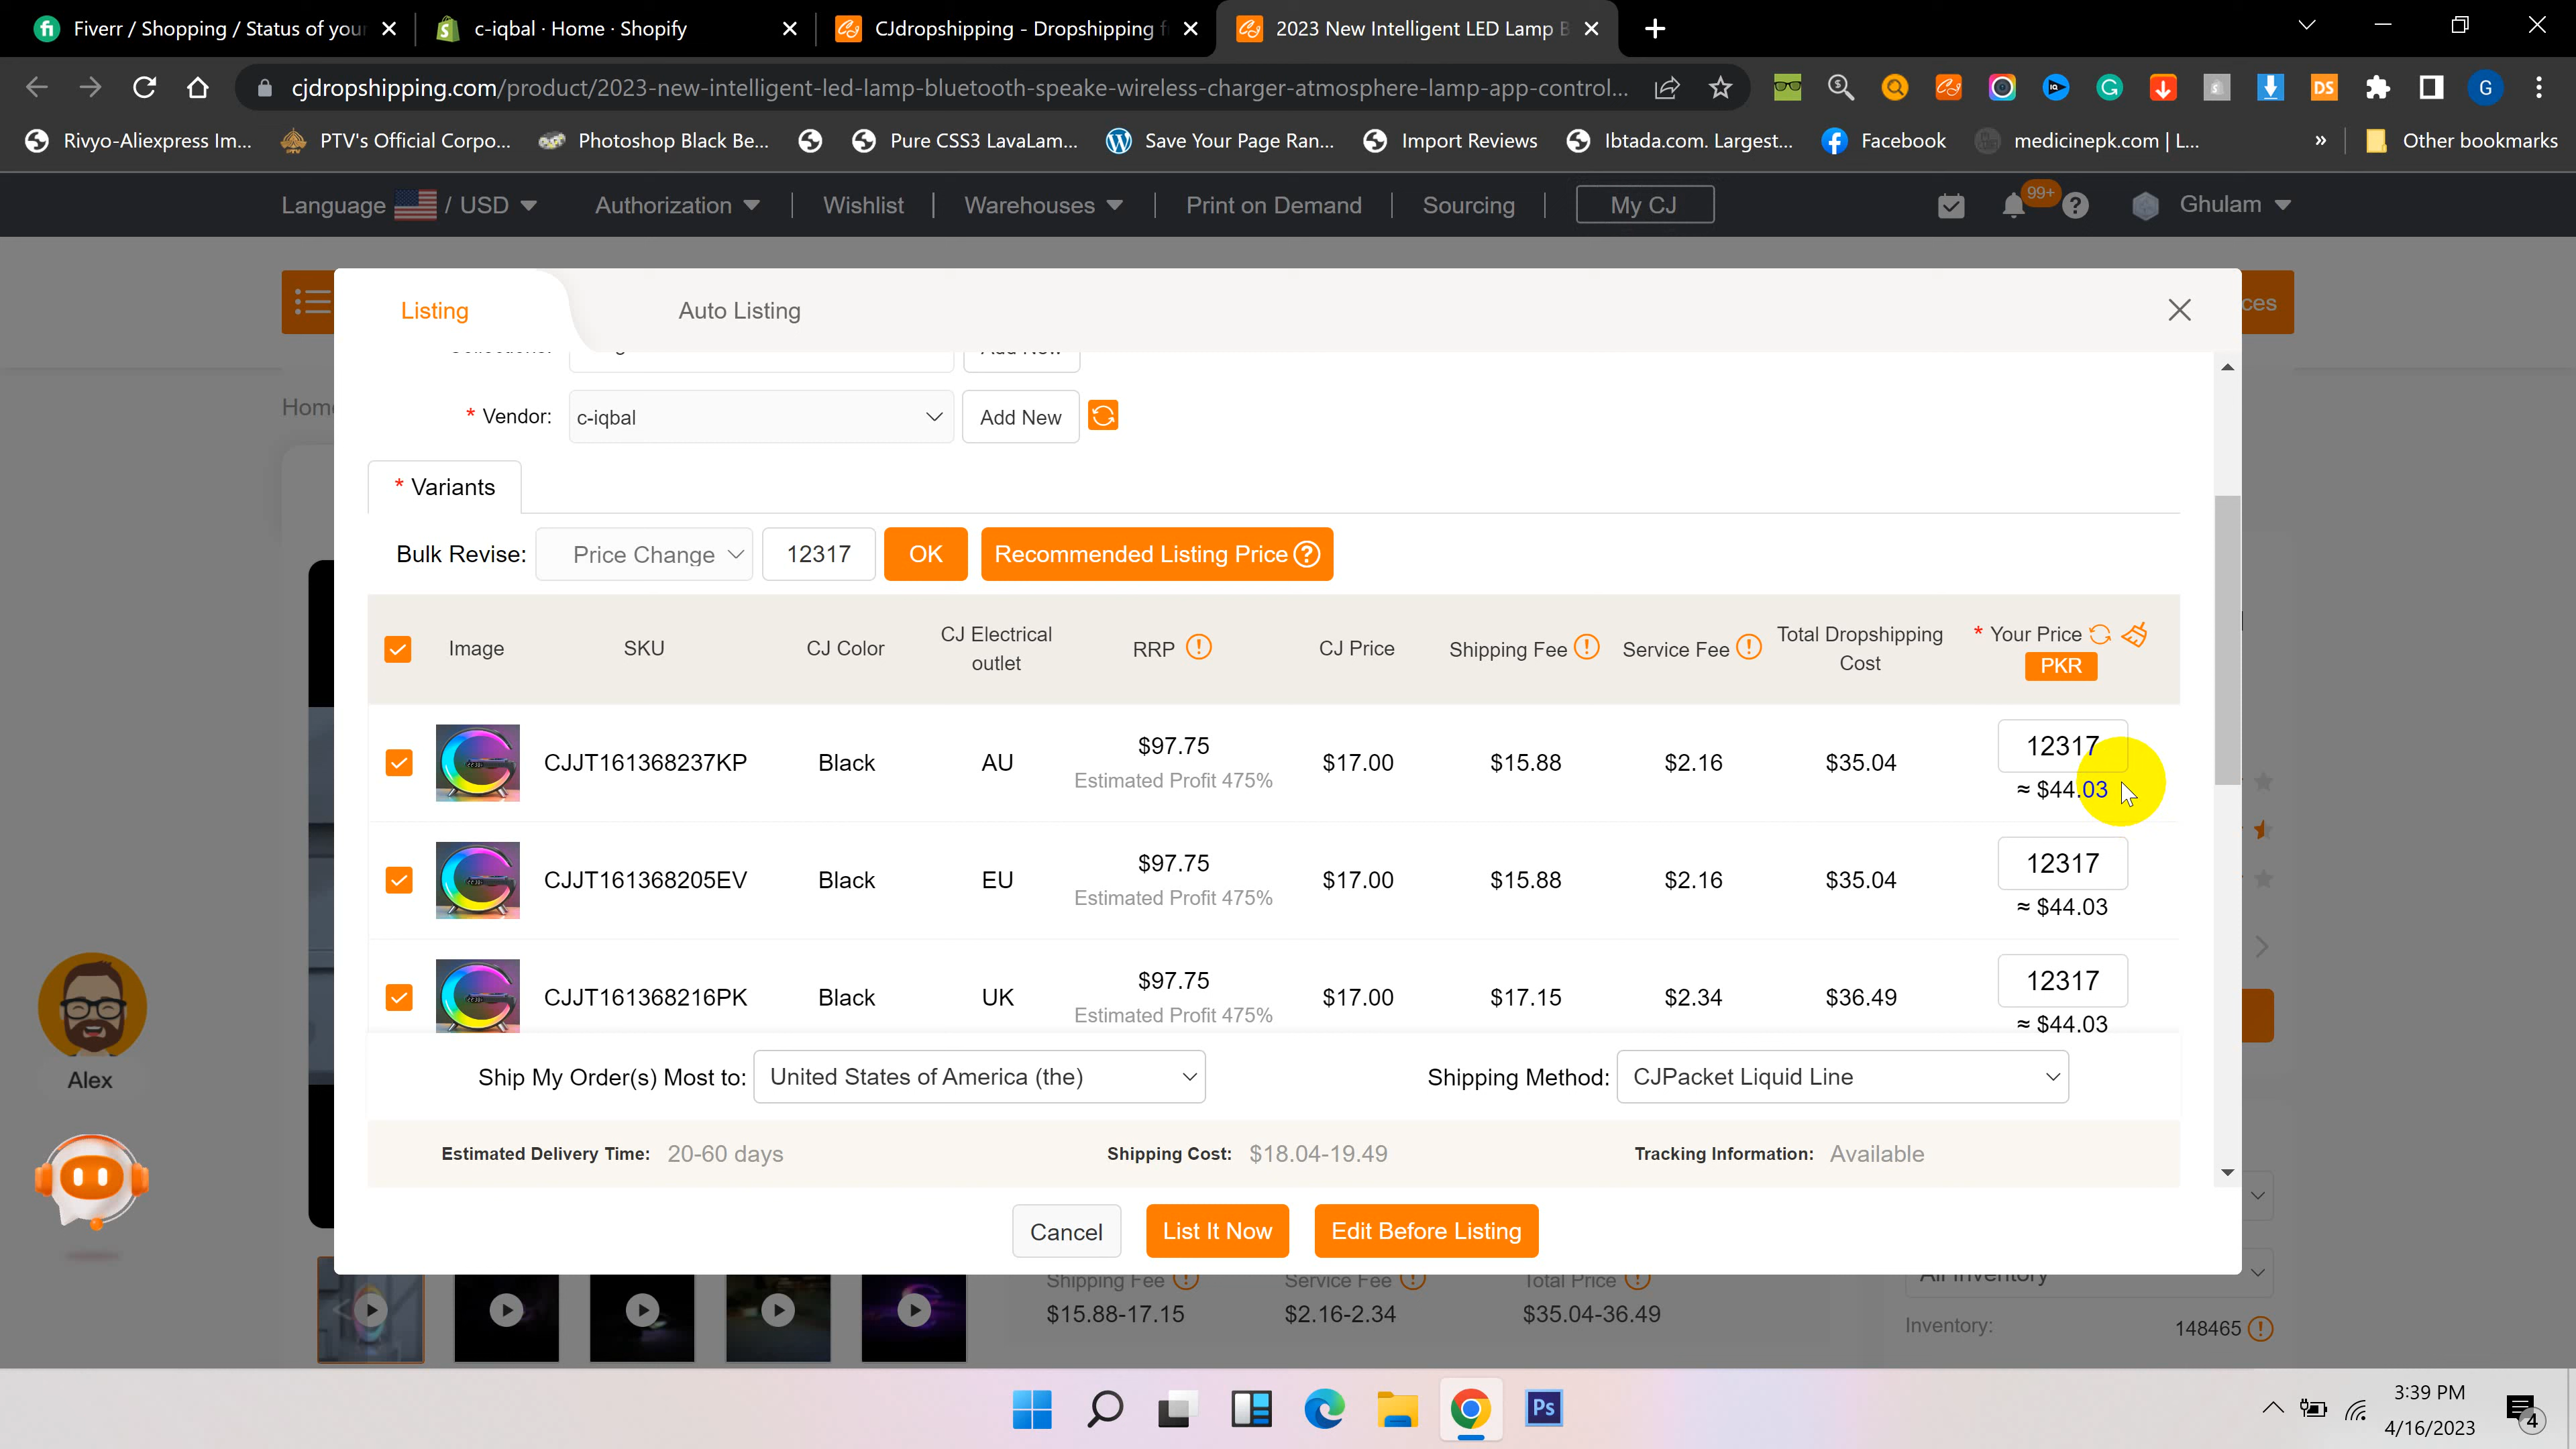 Fiverr / Shopping / Status of your
c-iqbal · Home · Shopify
CJdropshipping - Dropshipping f
2023 New Intelligent LED Lamp B
cjdropshipping.com/product/2023-new-intelligent-led-lamp-bluetooth-speake-wireless-charger-atmosphere-lamp-app-control...
Rivyo-Aliexpress Im... PTV's Official Corpo... Photoshop Black Be... Pure CSS3 LavaLam... Save Your Page Ran... Import Reviews Ibtada.com. Largest... Facebook medicinepk.com | L... » Other bookmarks
Language / USD Authorization Wishlist Warehouses Print on Demand Sourcing My CJ 99+ Ghulam
Listing Auto Listing
ces
Home
Add New
* Vendor: c-iqbal Add New
* Variants
Bulk Revise: Price Change 12317 OK Recommended Listing Price
Image SKU CJ Color CJ Electrical outlet RRP CJ Price Shipping Fee Service Fee Total Dropshipping Cost * Your Price PKR
CJJT161368237KP Black AU $97.75 Estimated Profit 475% $17.00 $15.88 $2.16 $35.04 12317 ≈ $44.03
CJJT161368205EV Black EU $97.75 Estimated Profit 475% $17.00 $15.88 $2.16 $35.04 12317 ≈ $44.03
CJJT161368216PK Black UK $97.75 Estimated Profit 475% $17.00 $17.15 $2.34 $36.49 12317 ≈ $44.03
Alex
Ship My Order(s) Most to: United States of America (the) Shipping Method: CJPacket Liquid Line
Estimated Delivery Time: 20-60 days Shipping Cost: $18.04-19.49 Tracking Information: Available
Cancel List It Now Edit Before Listing
Shipping Fee Service Fee Total Price All Inventory
$15.88-17.15 $2.16-2.34 $35.04-36.49
Inventory: 148465
3:39 PM
4/16/2023
4